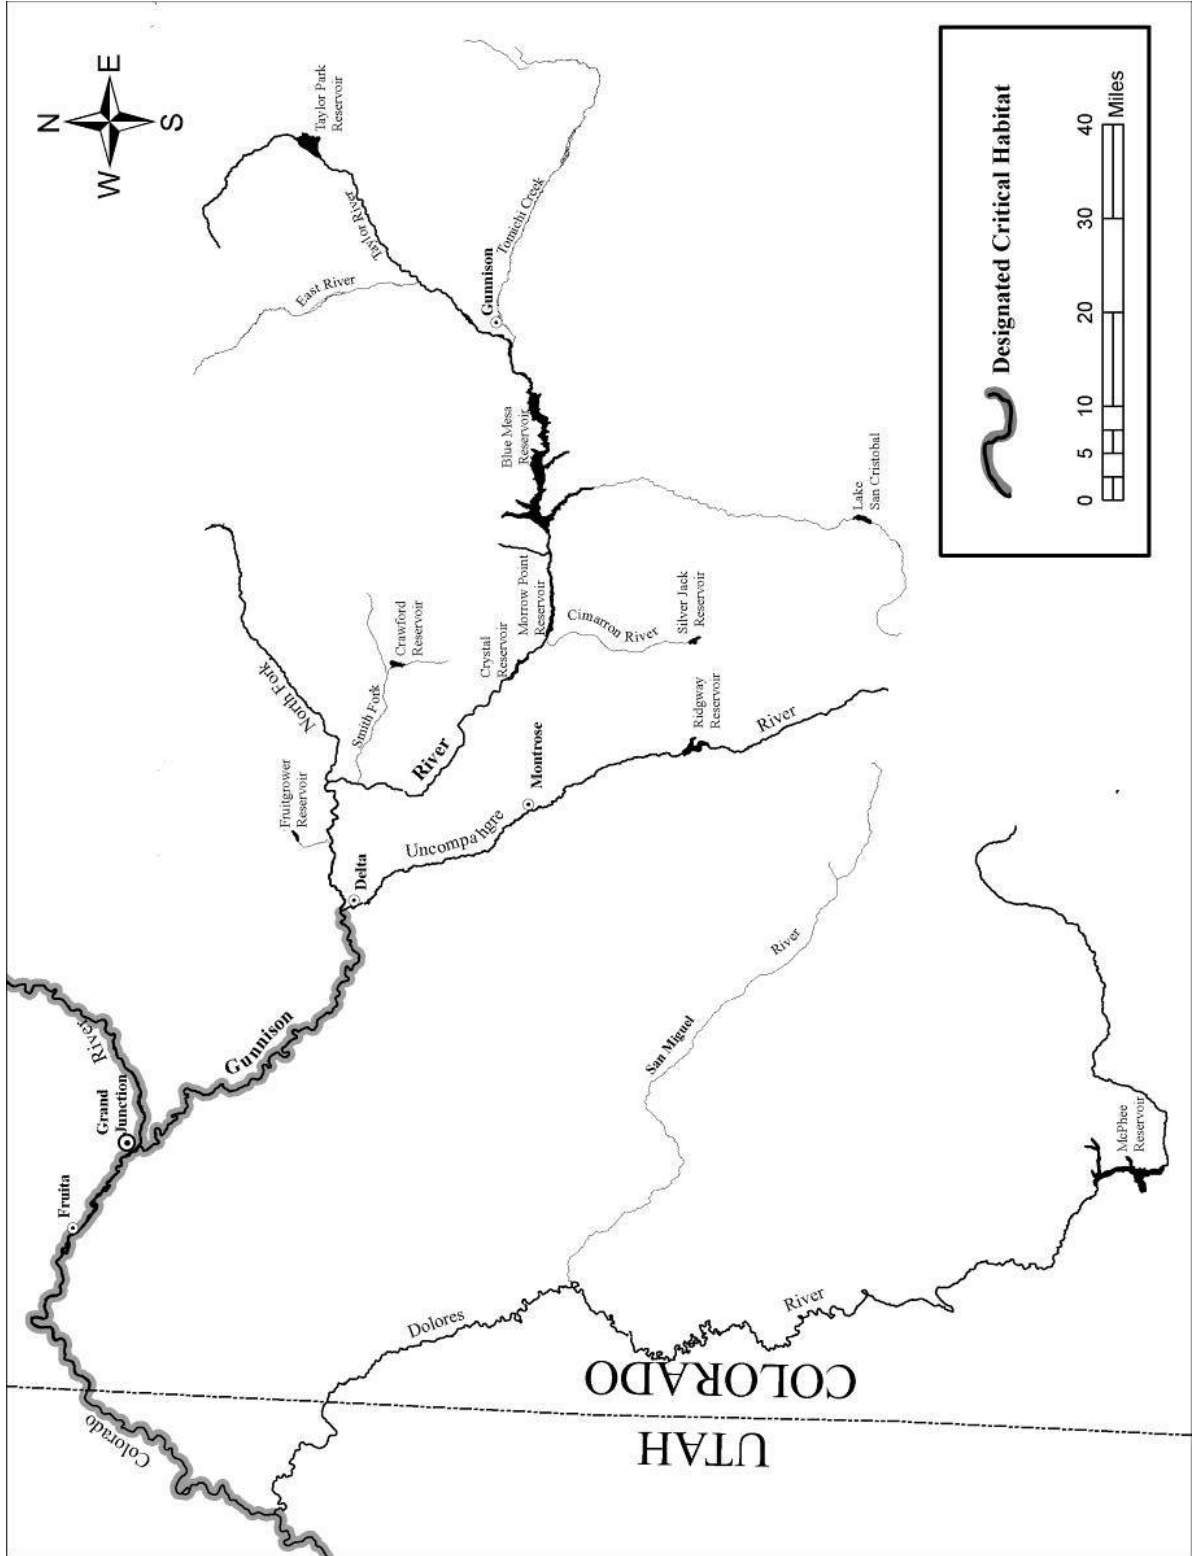 N
W
E
S
Taylor Park
Reservoir
Taylor River
East River
Tomichi Creek
Gunnison
Blue Mesa
Reservoir
Lake
San Cristobal
Morrow Point
Reservoir
Cimarron River
Silver Jack
Reservoir
Crystal
Reservoir
Crawford
Reservoir
Smith Fork
North Fork
River
Fruitgrower
Reservoir
Montrose
Ridgway
Reservoir
Uncompahgre
River
Delta
Gunnison
River
Grand
Junction
Fruita
San Miguel
River
McPhee
Reservoir
Dolores
River
Colorado
COLORADO
UTAH
Designated Critical Habitat
0 5 10 20 30 40
Miles